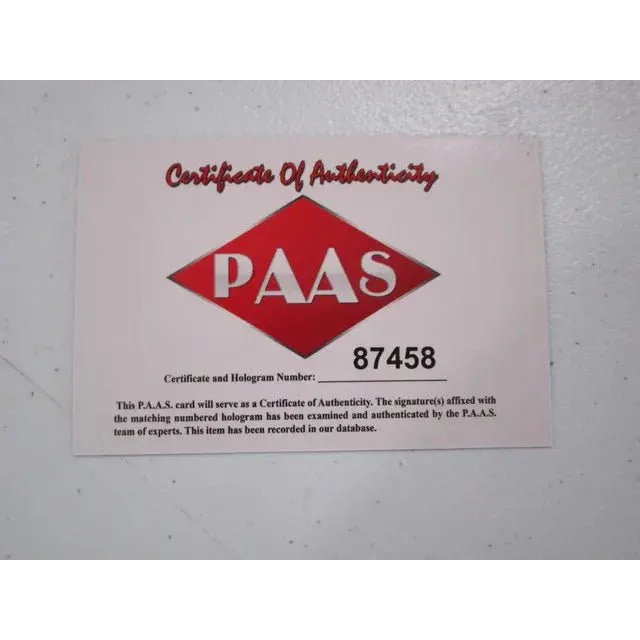 Certificate Of Authenticity
PAAS
87458
Certificate and Hologram Number:
This P.A.A.S. card will serve as a Certificate of Authenticity. The signature(s) affixed with
the matching numbered hologram has been examined and authenticated by the P.A.A.S.
team of experts. This item has been recorded in our database.